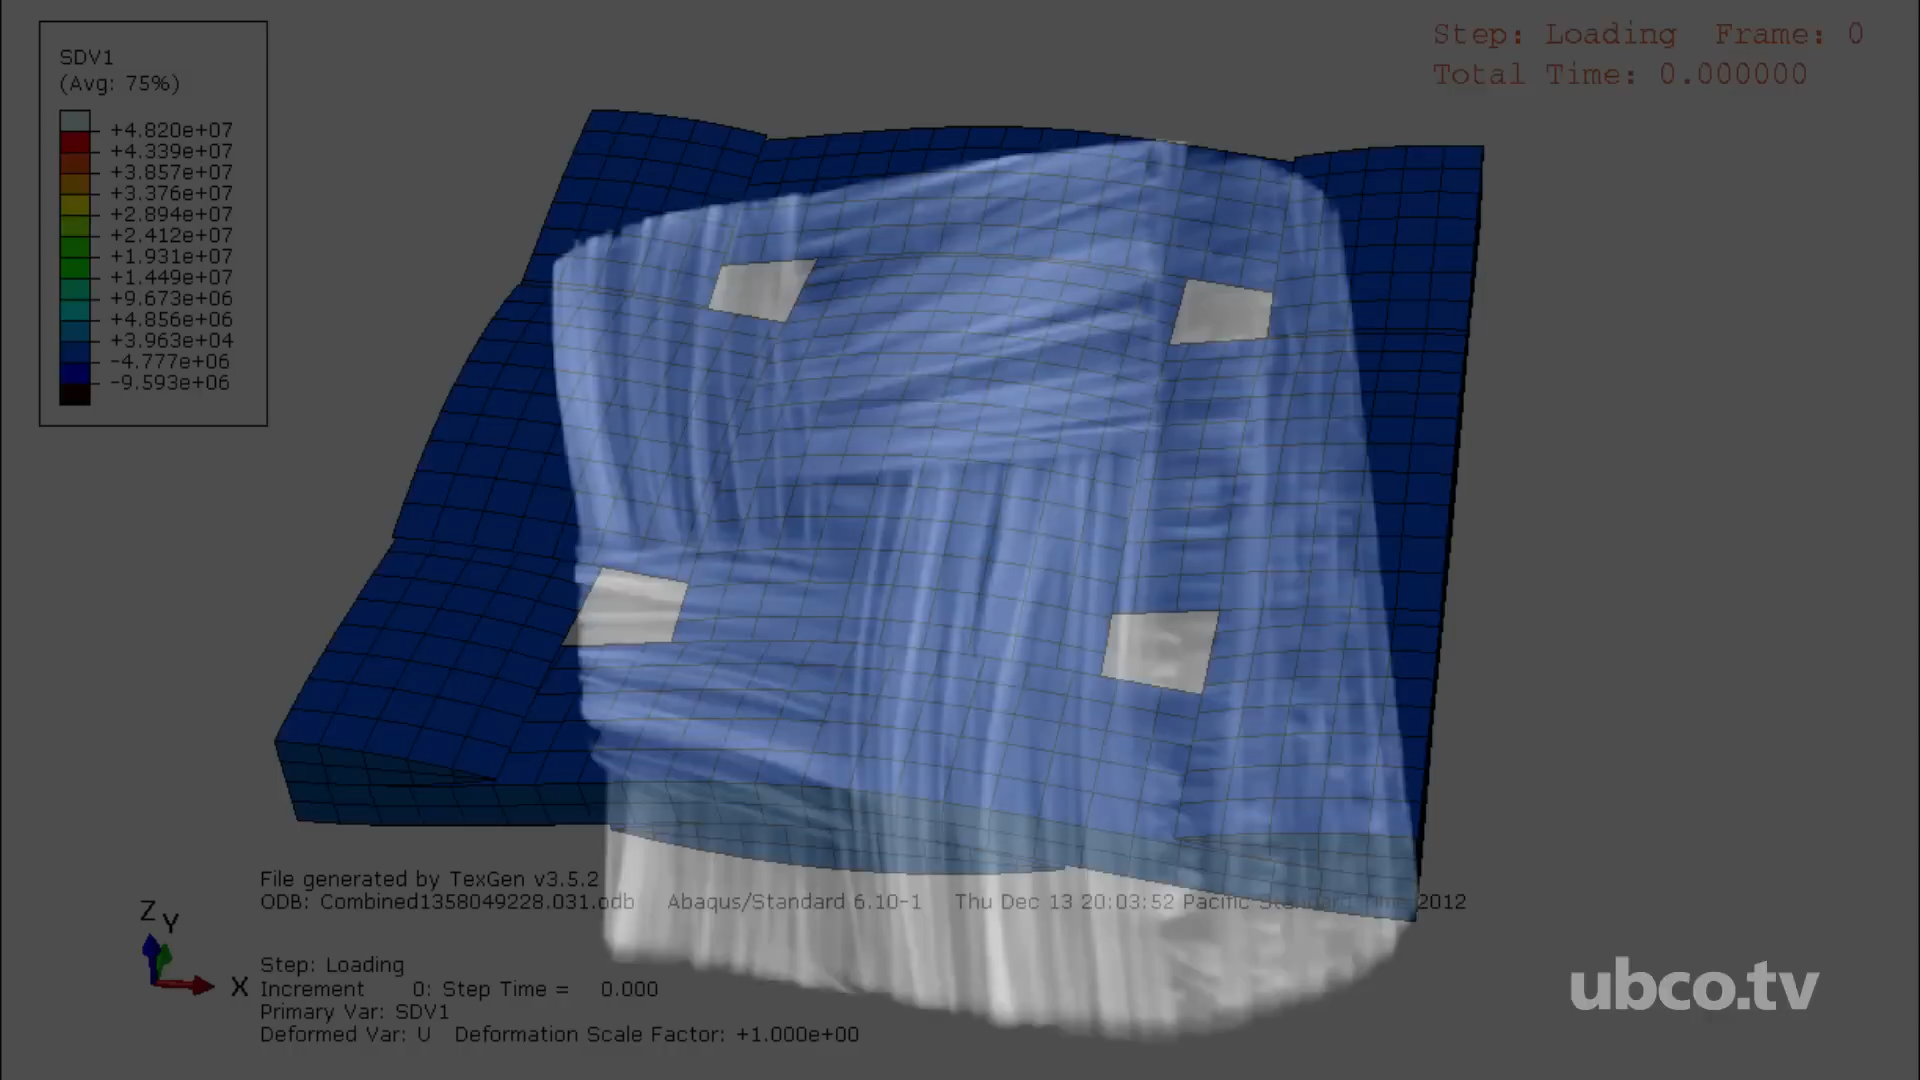 SDV1
(Avg: 75%)
+4.820e+07
+4.339e+07
+3.857e+07
+3.376e+07
+2.894e+07
+2.412e+07
+1.931e+07
+1.449e+07
+9.673e+06
+4.856e+06
+3.963e+04
-4.777e+06
-9.593e+06
Step: Loading Frame: 0
Total Time: 0.000000
File generated by TexGen v3.5.2
ODB: Combined1358049228.031.odb Abaqus/Standard 6.10-1 Thu Dec 13 20:03:52 Pacific Standard Time 2012
Z
Y
X
Step: Loading
Increment 0: Step Time = 0.000
Primary Var: SDV1
Deformed Var: U Deformation Scale Factor: +1.000e+00
ubco.tv